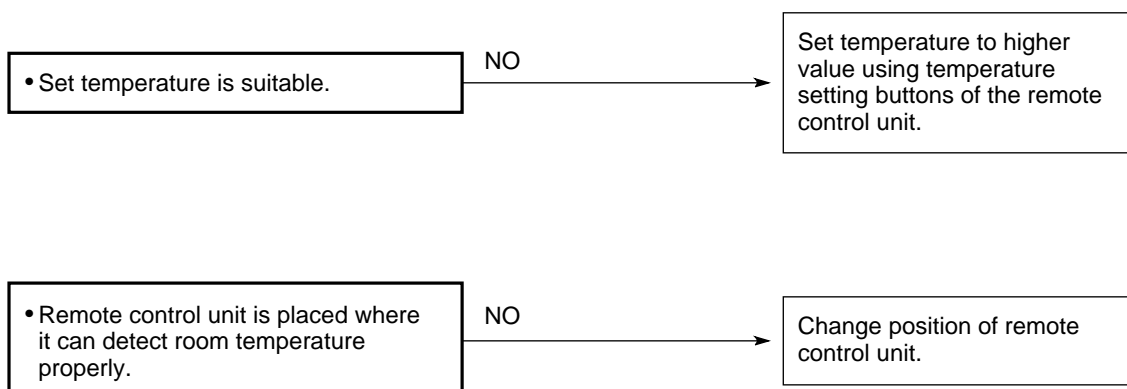 • Set temperature is suitable.
NO
Set temperature to higher
value using temperature
setting buttons of the remote
control unit.
• Remote control unit is placed where
it can detect room temperature
properly.
NO
Change position of remote
control unit.